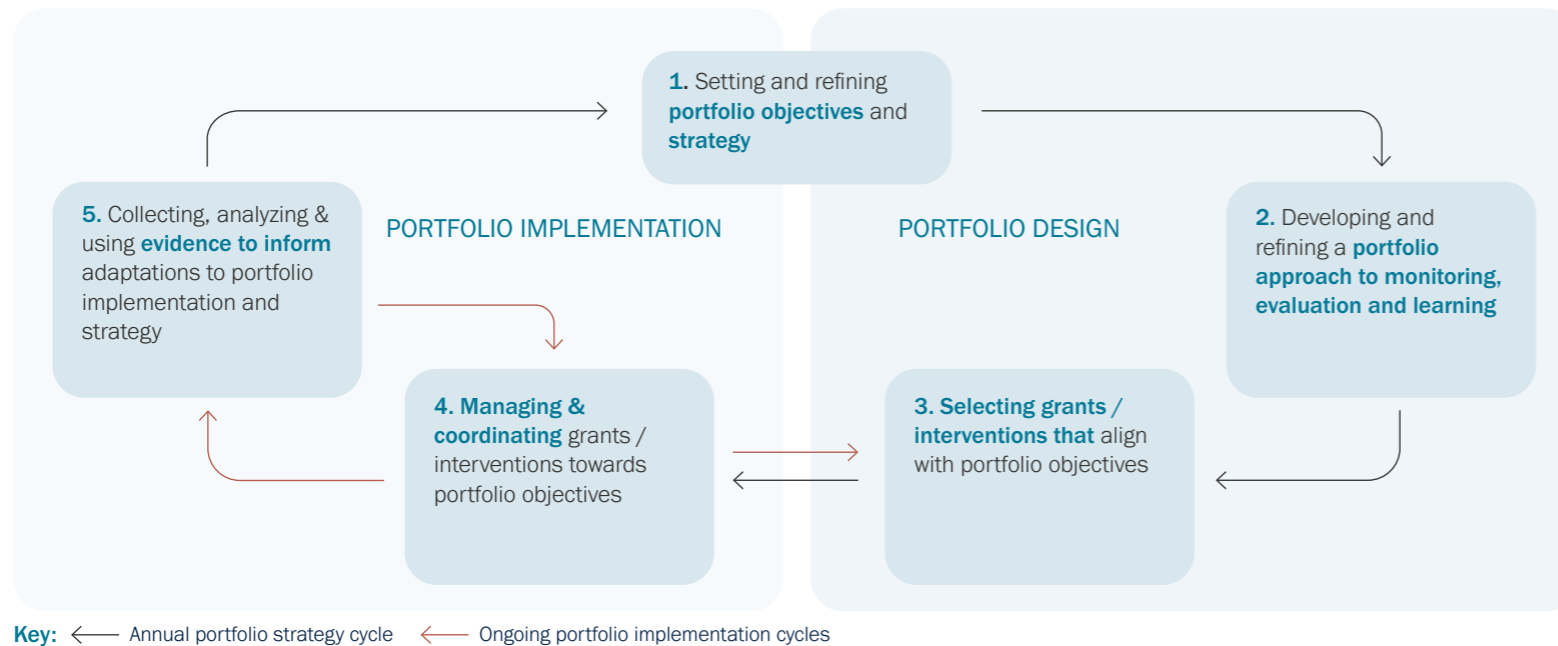 1. Setting and refining
portfolio objectives and
strategy
PORTFOLIO IMPLEMENTATION
PORTFOLIO DESIGN
2. Developing and
refining a portfolio
approach to monitoring,
evaluation and learning
3. Selecting grants /
interventions that align
with portfolio objectives
4. Managing &
coordinating grants /
interventions towards
portfolio objectives
5. Collecting, analyzing &
using evidence to inform
adaptations to portfolio
implementation and
strategy
Key: Annual portfolio strategy cycle Ongoing portfolio implementation cycles